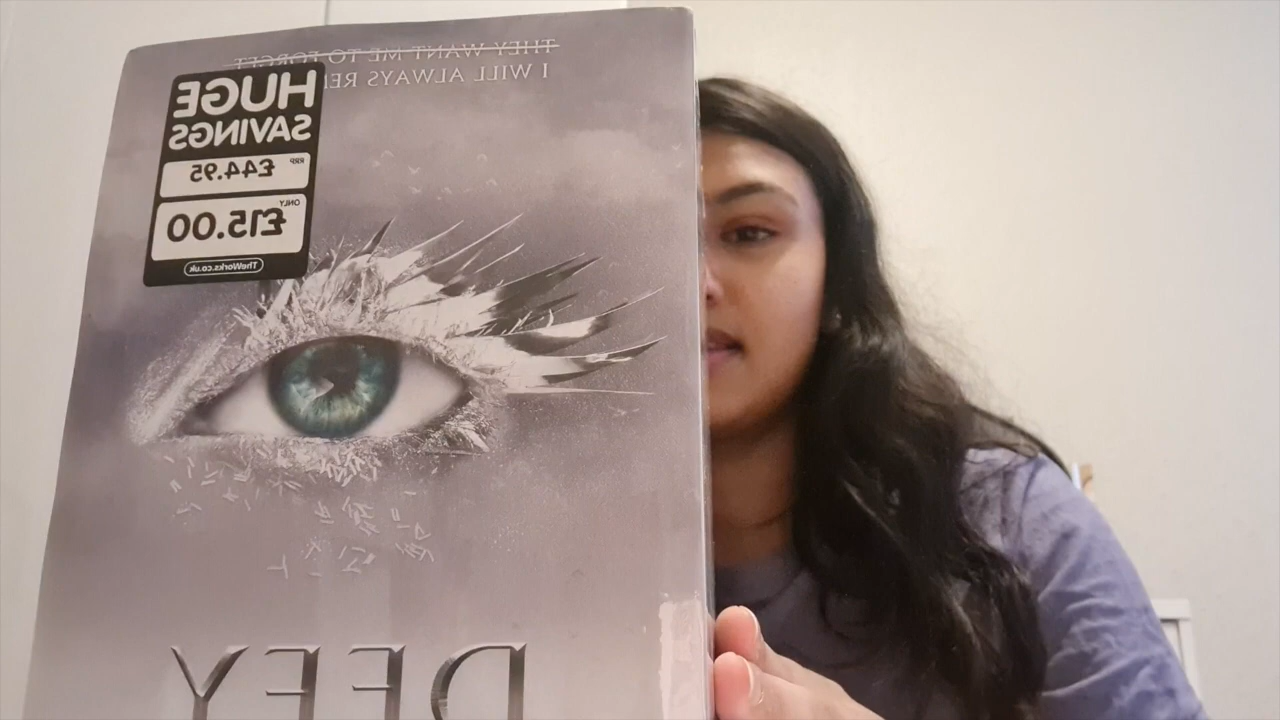 THEY WANT ME TO FORGET
I WILL ALWAYS RE
HUGE
SAVINGS
RRP £44.95
ONLY £15.00
TheWorks.co.uk
DEFY